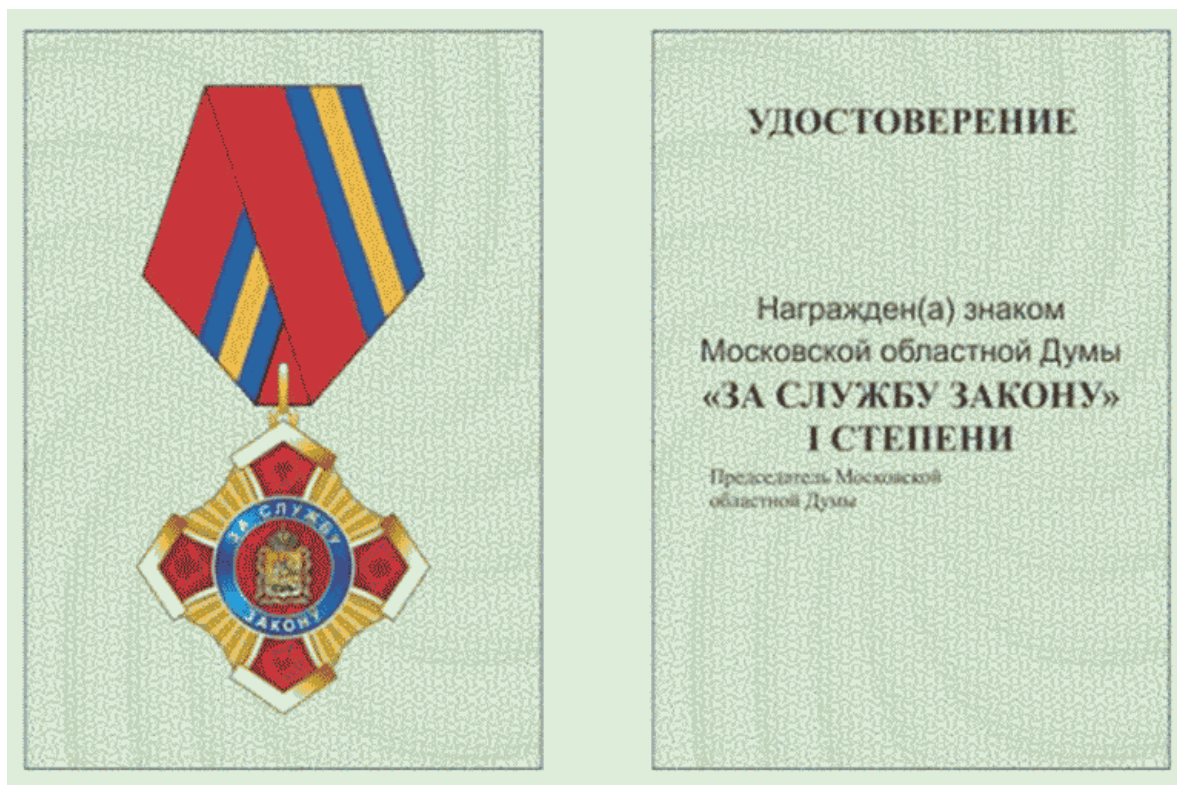 ЗА СЛУЖБУ
ЗАКОНУ
УДОСТОВЕРЕНИЕ
Награжден(а) знаком
Московской областной Думы
«ЗА СЛУЖБУ ЗАКОНУ»
I СТЕПЕНИ
Председатель Московской
областной Думы